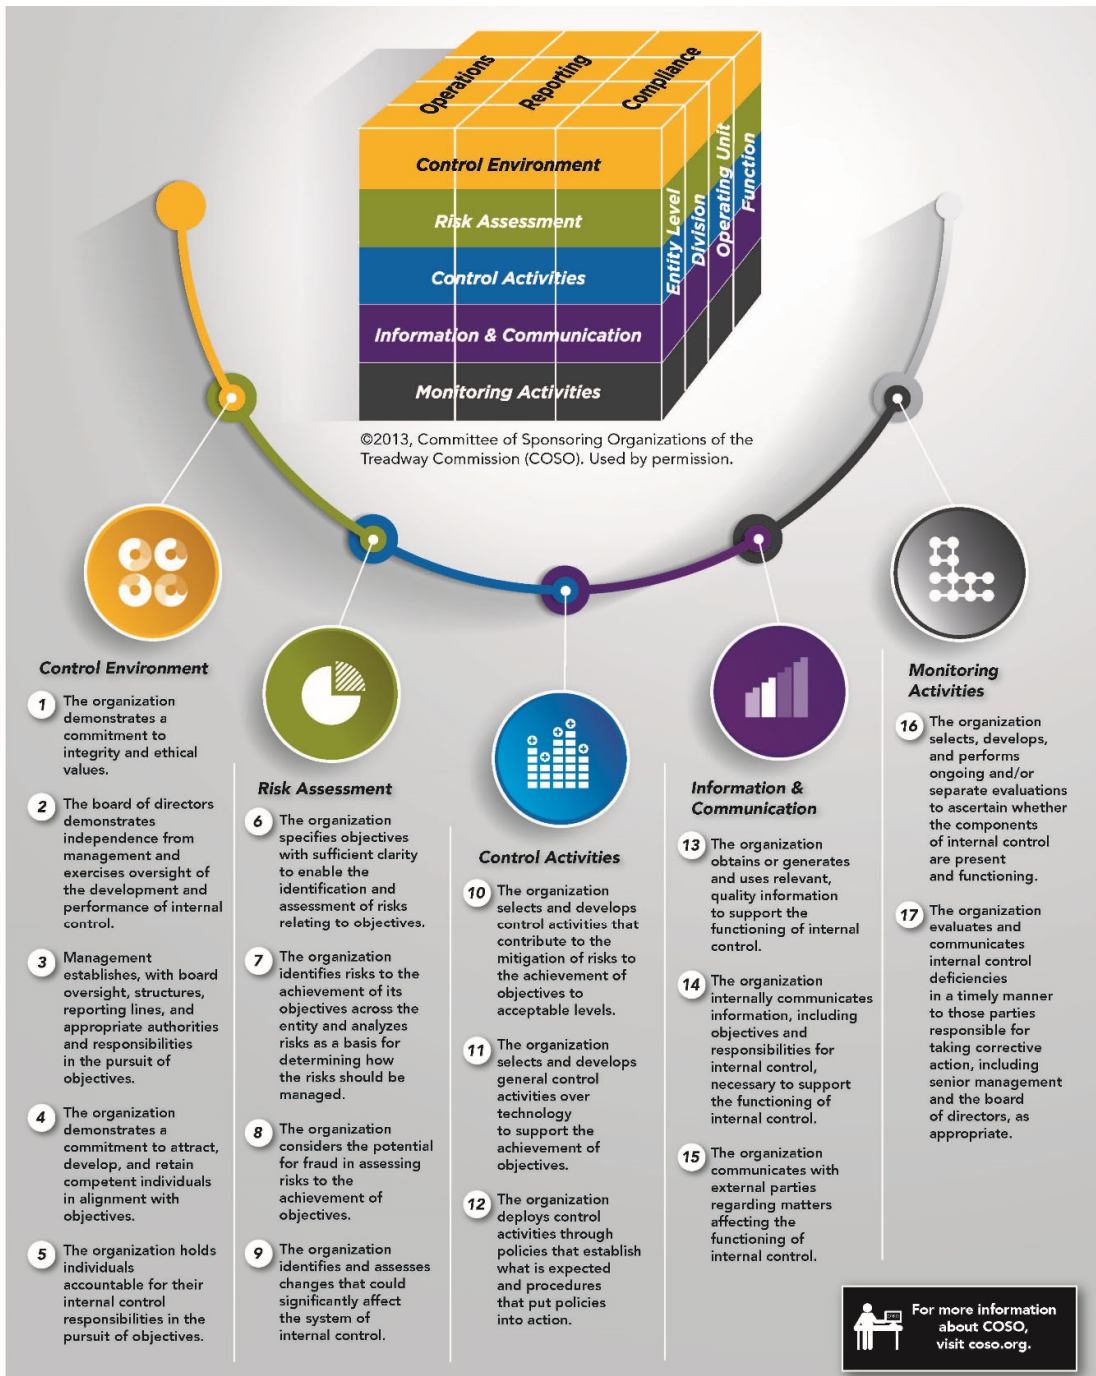 Operations
Reporting
Compliance
Control Environment
Risk Assessment
Control Activities
Information & Communication
Monitoring Activities
Entity Level
Division
Operating Unit
Function
©2013, Committee of Sponsoring Organizations of the
Treadway Commission (COSO). Used by permission.
Control Environment
1 The organization
demonstrates a
commitment to
integrity and ethical
values.
2 The board of directors
demonstrates
independence from
management and
exercises oversight of
the development and
performance of internal
control.
3 Management
establishes, with board
oversight, structures,
reporting lines, and
appropriate authorities
and responsibilities
in the pursuit of
objectives.
4 The organization
demonstrates a
commitment to attract,
develop, and retain
competent individuals
in alignment with
objectives.
5 The organization holds
individuals
accountable for their
internal control
responsibilities in the
pursuit of objectives.
Risk Assessment
6 The organization
specifies objectives
with sufficient clarity
to enable the
identification and
assessment of risks
relating to objectives.
7 The organization
identifies risks to the
achievement of its
objectives across the
entity and analyzes
risks as a basis for
determining how
the risks should be
managed.
8 The organization
considers the potential
for fraud in assessing
risks to the
achievement of
objectives.
9 The organization
identifies and assesses
changes that could
significantly affect
the system of
internal control.
Control Activities
10 The organization
selects and develops
control activities that
contribute to the
mitigation of risks to
the achievement of
objectives to
acceptable levels.
11 The organization
selects and develops
general control
activities over
technology
to support the
achievement of
objectives.
12 The organization
deploys control
activities through
policies that establish
what is expected
and procedures
that put policies
into action.
Information &
Communication
13 The organization
obtains or generates
and uses relevant,
quality information
to support the
functioning of internal
control.
14 The organization
internally communicates
information, including
objectives and
responsibilities for
internal control,
necessary to support
the functioning of
internal control.
15 The organization
communicates with
external parties
regarding matters
affecting the
functioning of
internal control.
Monitoring
Activities
16 The organization
selects, develops,
and performs
ongoing and/or
separate evaluations
to ascertain whether
the components
of internal control
are present
and functioning.
17 The organization
evaluates and
communicates
internal control
deficiencies
in a timely manner
to those parties
responsible for
taking corrective
action, including
senior management
and the board
of directors, as
appropriate.
For more information
about COSO,
visit coso.org.